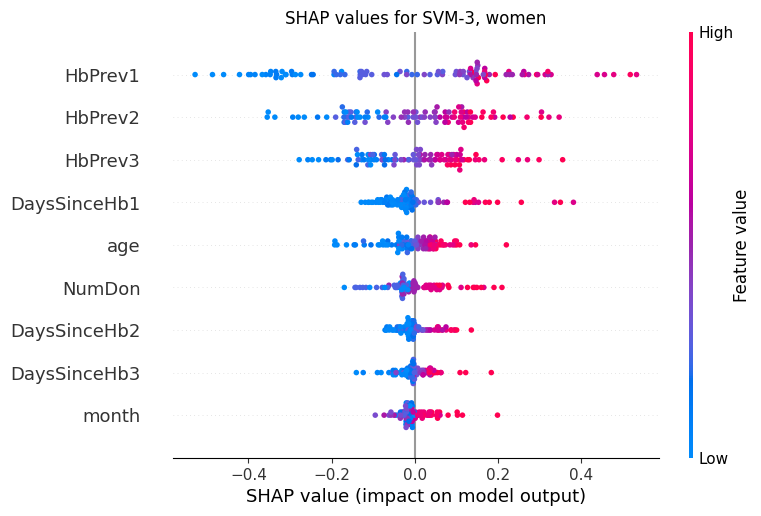 SHAP values for SVM-3, women
High
HbPrev1
HbPrev2
HbPrev3
DaysSinceHb1
age
NumDon
DaysSinceHb2
DaysSinceHb3
month
Feature value
Low
−0.4 −0.2 0.0 0.2 0.4
SHAP value (impact on model output)